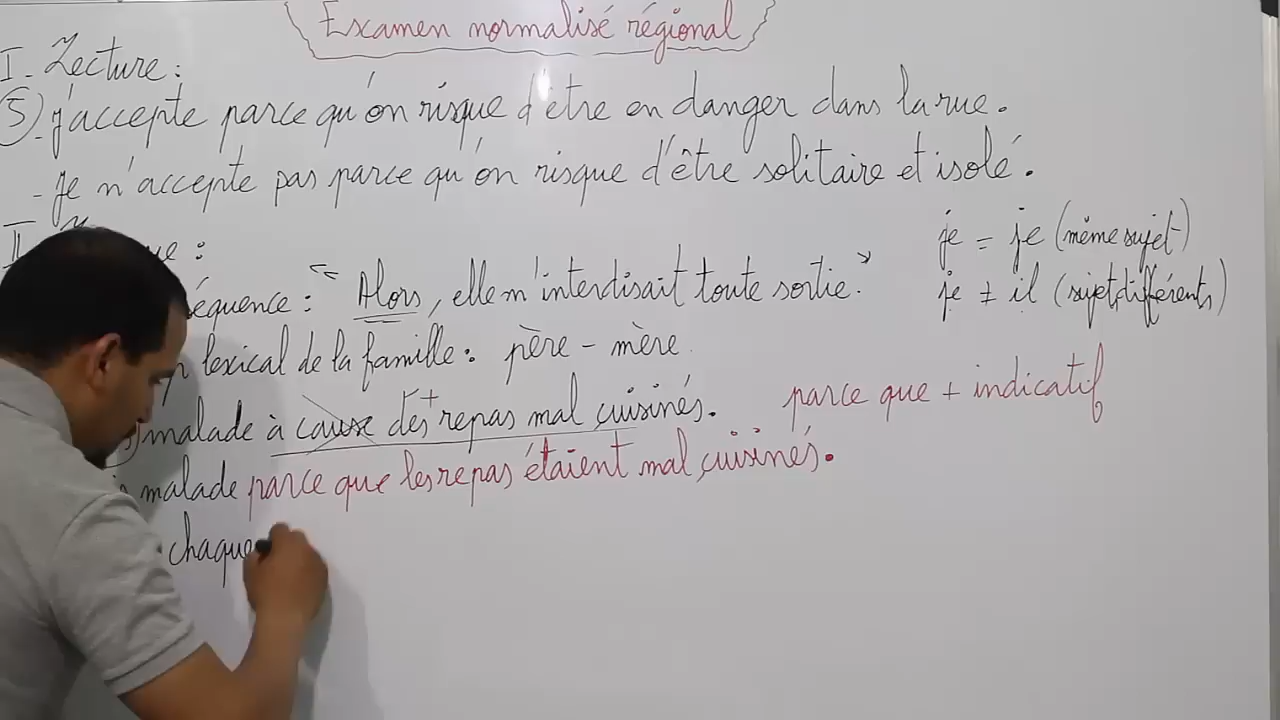 Examen normalisé régional
I- Lecture :
5) - j'accepte parce qu'on risque d'être en danger dans la rue.
- Je n'accepte pas parce qu'on risque d'être solitaire et isolé.
II
: 
je = je (même sujet)
équence : " Alors, elle m'interdisait toute sortie."
je ≠ il (sujets différents)
lexical de la famille : père - mère
malade à cause des repas mal cuisinés.
parce que + indicatif
malade parce que les repas étaient mal cuisinés.
chaque